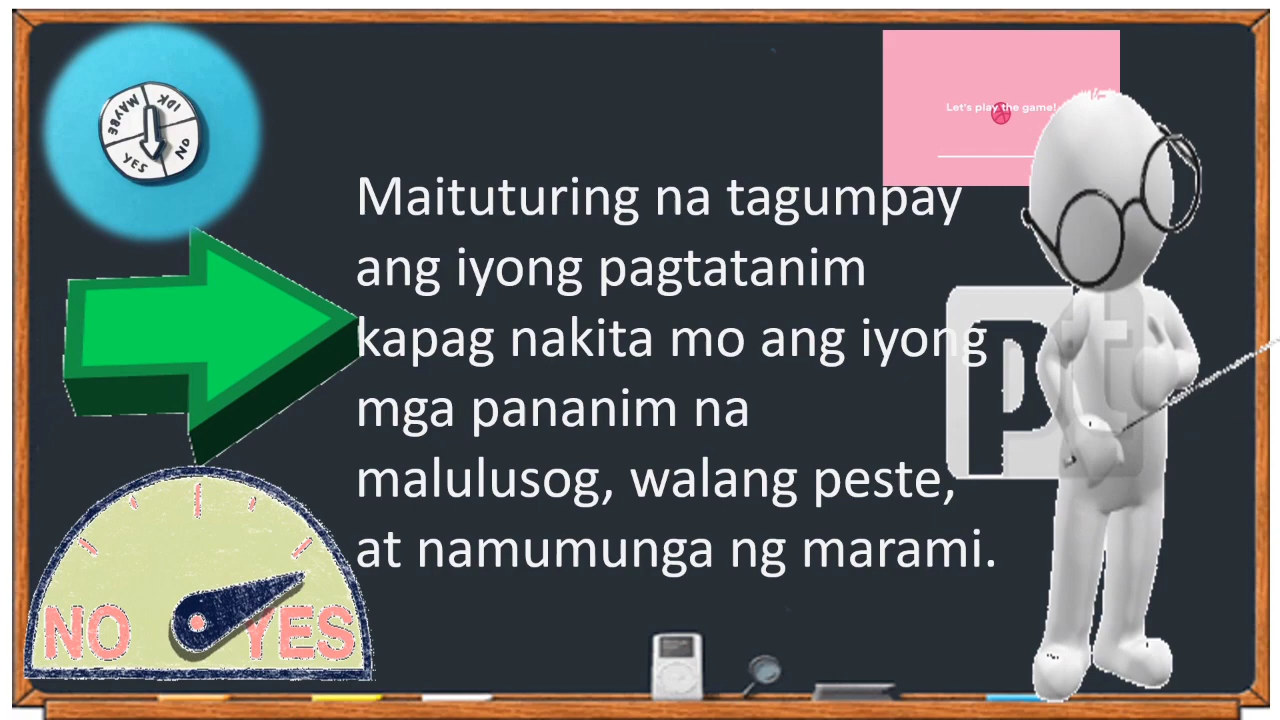 MAYBE
IDK
YES
NO
Let's play the game!
Maituturing na tagumpay
ang iyong pagtatanim
kapag nakita mo ang iyong
mga pananim na
malulusog, walang peste,
at namumunga ng marami.
Pt
NO
YES